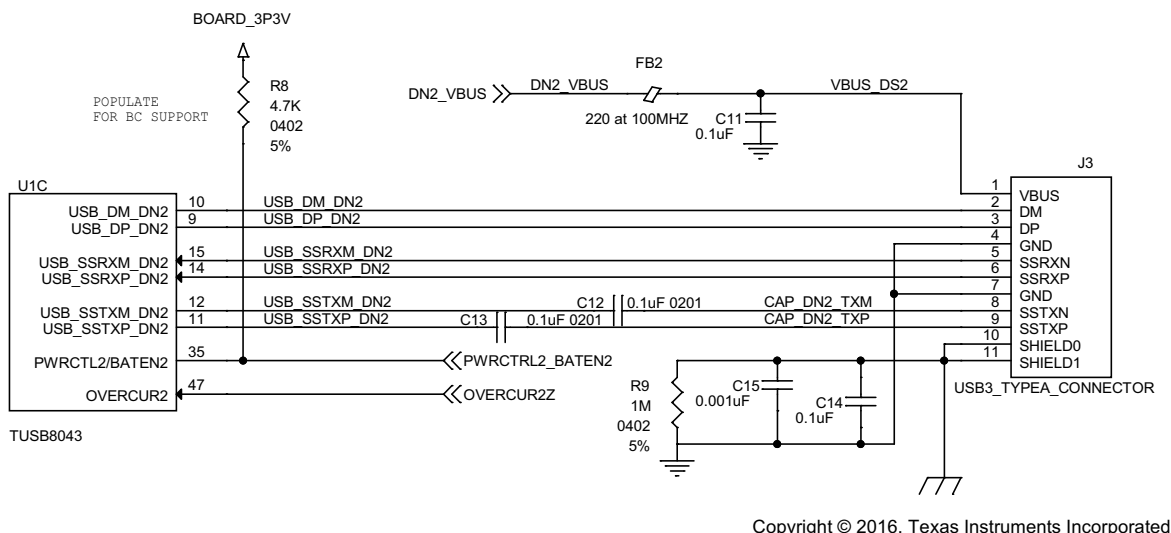 BOARD_3P3V
R8
4.7K
0402
5%
POPULATE
FOR BC SUPPORT
FB2
DN2_VBUS
DN2_VBUS
220 at 100MHZ
VBUS_DS2
C11
0.1uF
J3
U1C
USB_DM_DN2
10
USB_DM_DN2
2
DM
USB_DP_DN2
9
USB_DP_DN2
3
DP
1
VBUS
4
GND
USB_SSRXM_DN2
15
USB_SSRXM_DN2
5
SSRXN
USB_SSRXP_DN2
14
USB_SSRXP_DN2
6
SSRXP
7
GND
USB_SSTXM_DN2
12
USB_SSTXM_DN2
C12
0.1uF 0201
CAP_DN2_TXM
8
SSTXN
USB_SSTXP_DN2
11
USB_SSTXP_DN2
C13
0.1uF 0201
CAP_DN2_TXP
9
SSTXP
10
SHIELD0
11
SHIELD1
PWRCTL2/BATEN2
35
PWRCTRL2_BATEN2
OVERCUR2
47
OVERCUR2Z
USB3_TYPEA_CONNECTOR
R9
1M
0402
5%
C15
0.001uF
C14
0.1uF
TUSB8043
Copyright © 2016, Texas Instruments Incorporated